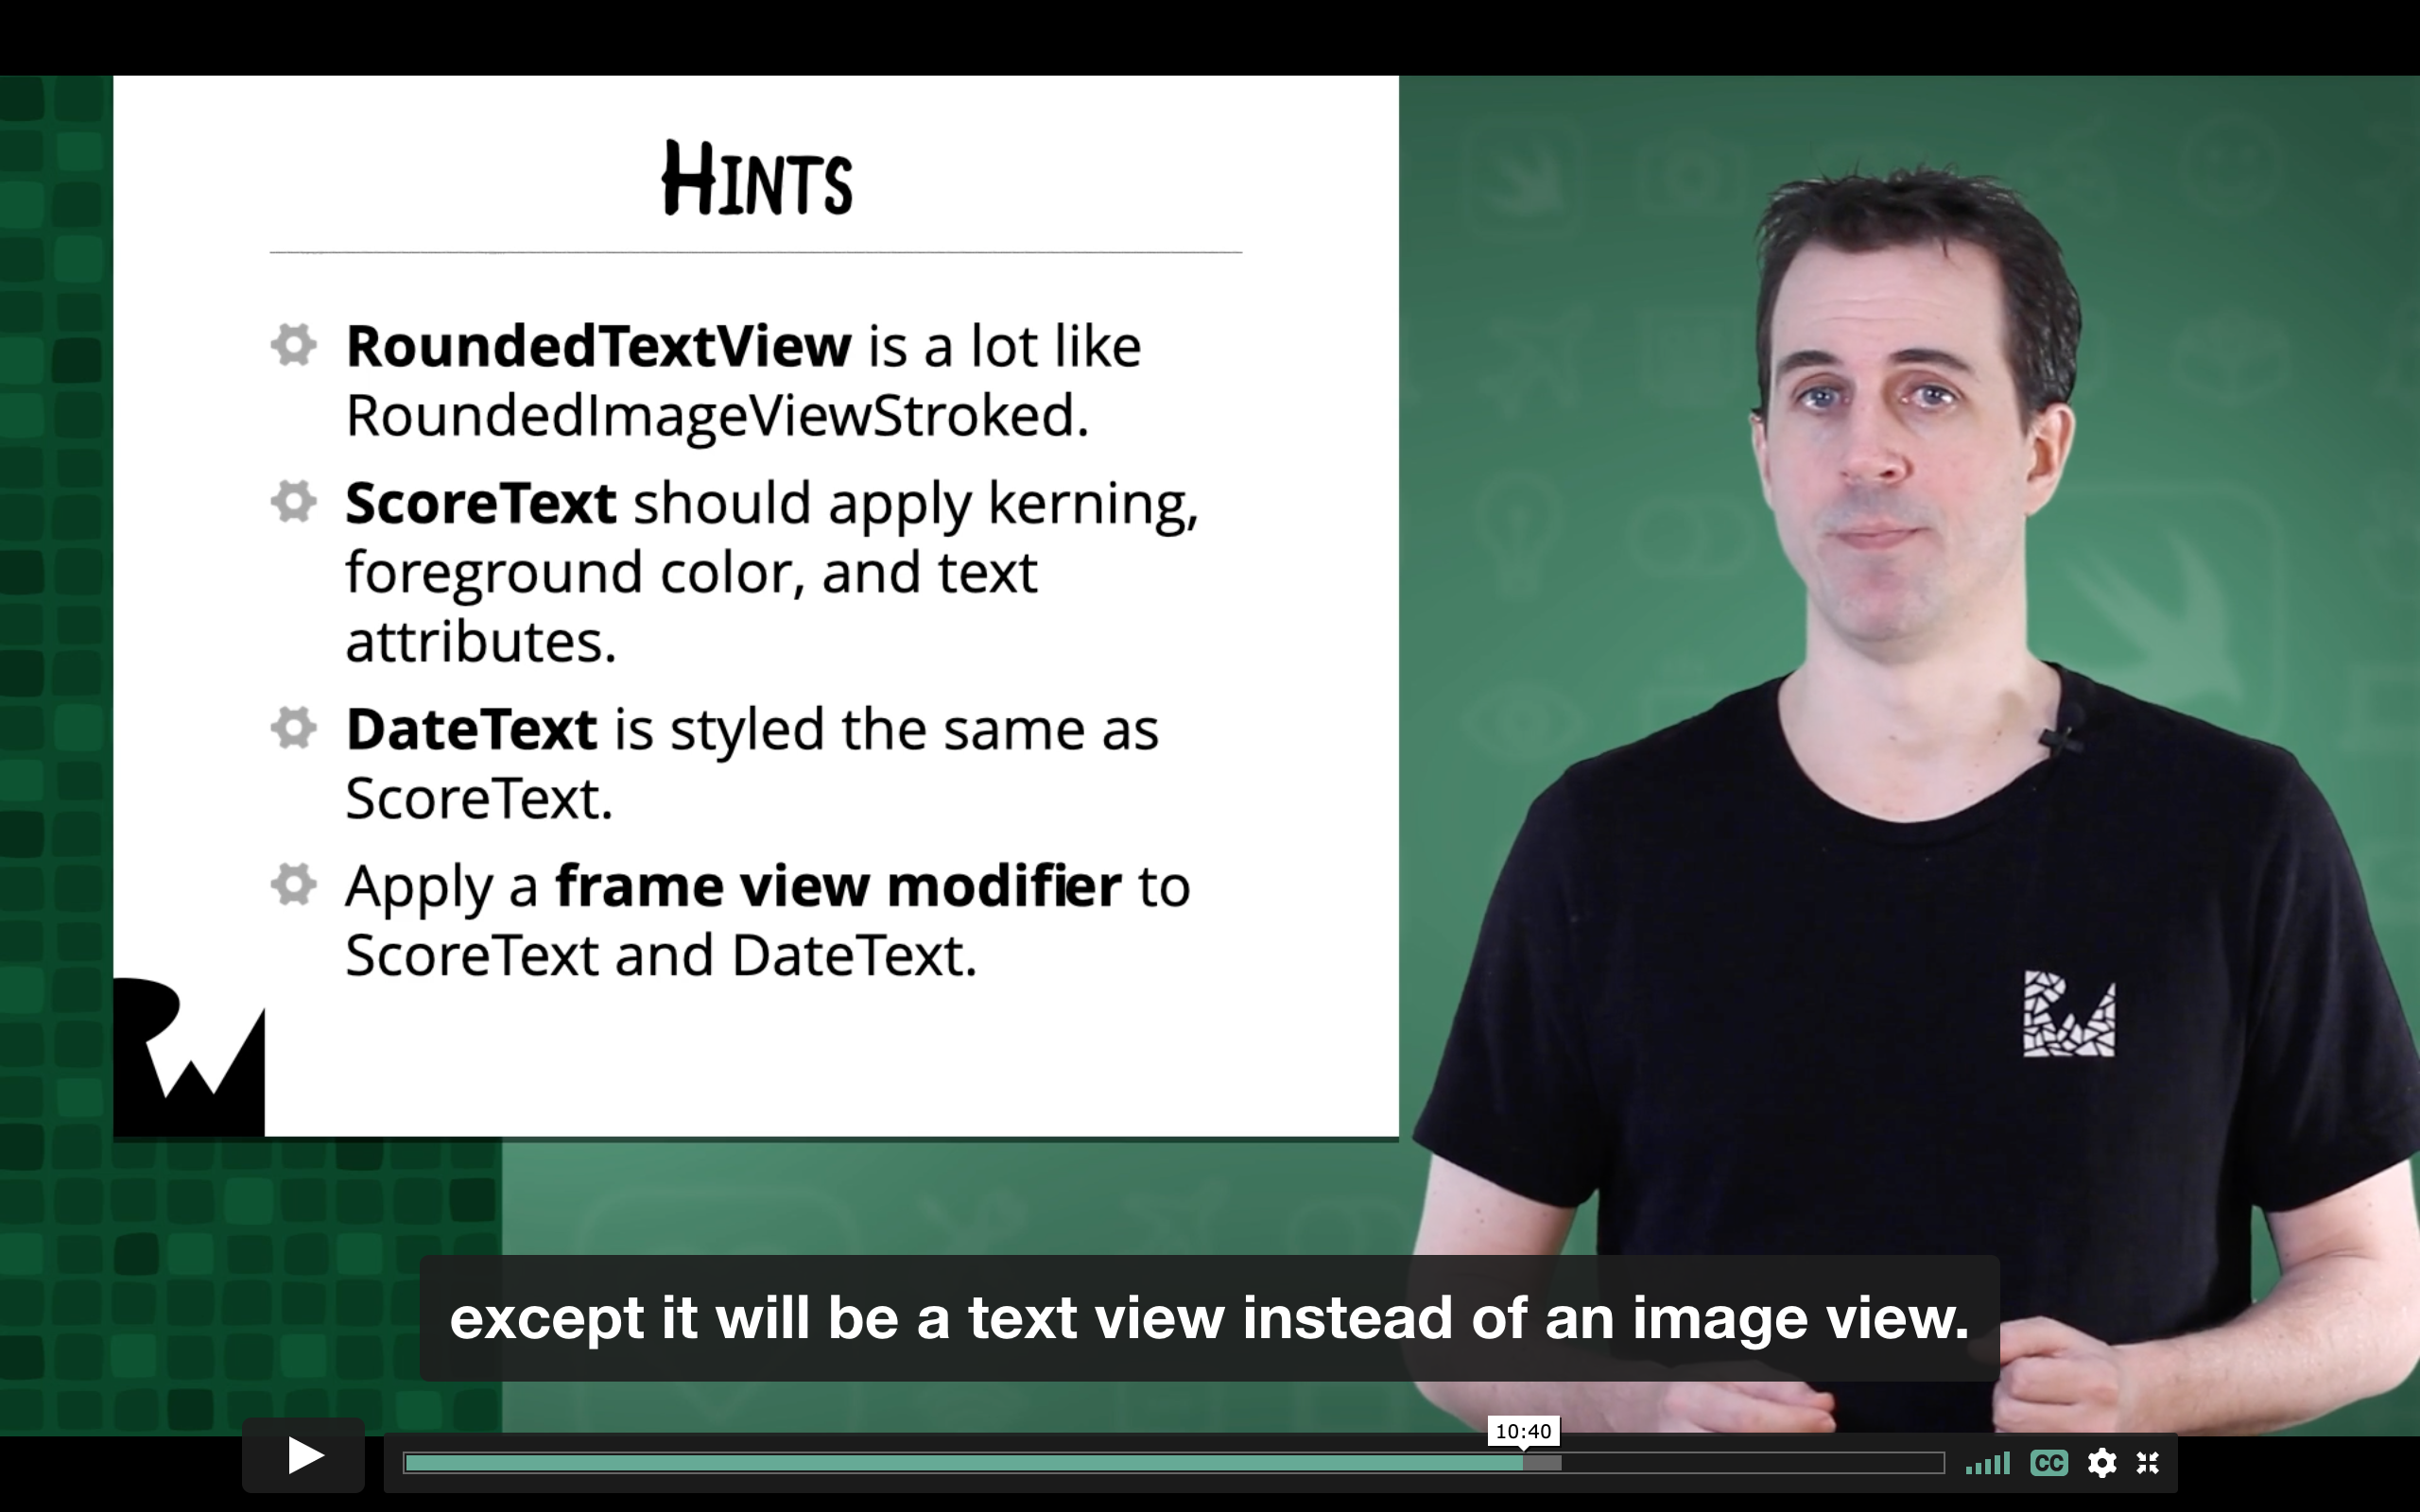 Hints
RoundedTextView is a lot like
RoundedImageViewStroked.
ScoreText should apply kerning,
foreground color, and text
attributes.
DateText is styled the same as
ScoreText.
Apply a frame view modifier to
ScoreText and DateText.
RW
RW
except it will be a text view instead of an image view.
10:40
CC